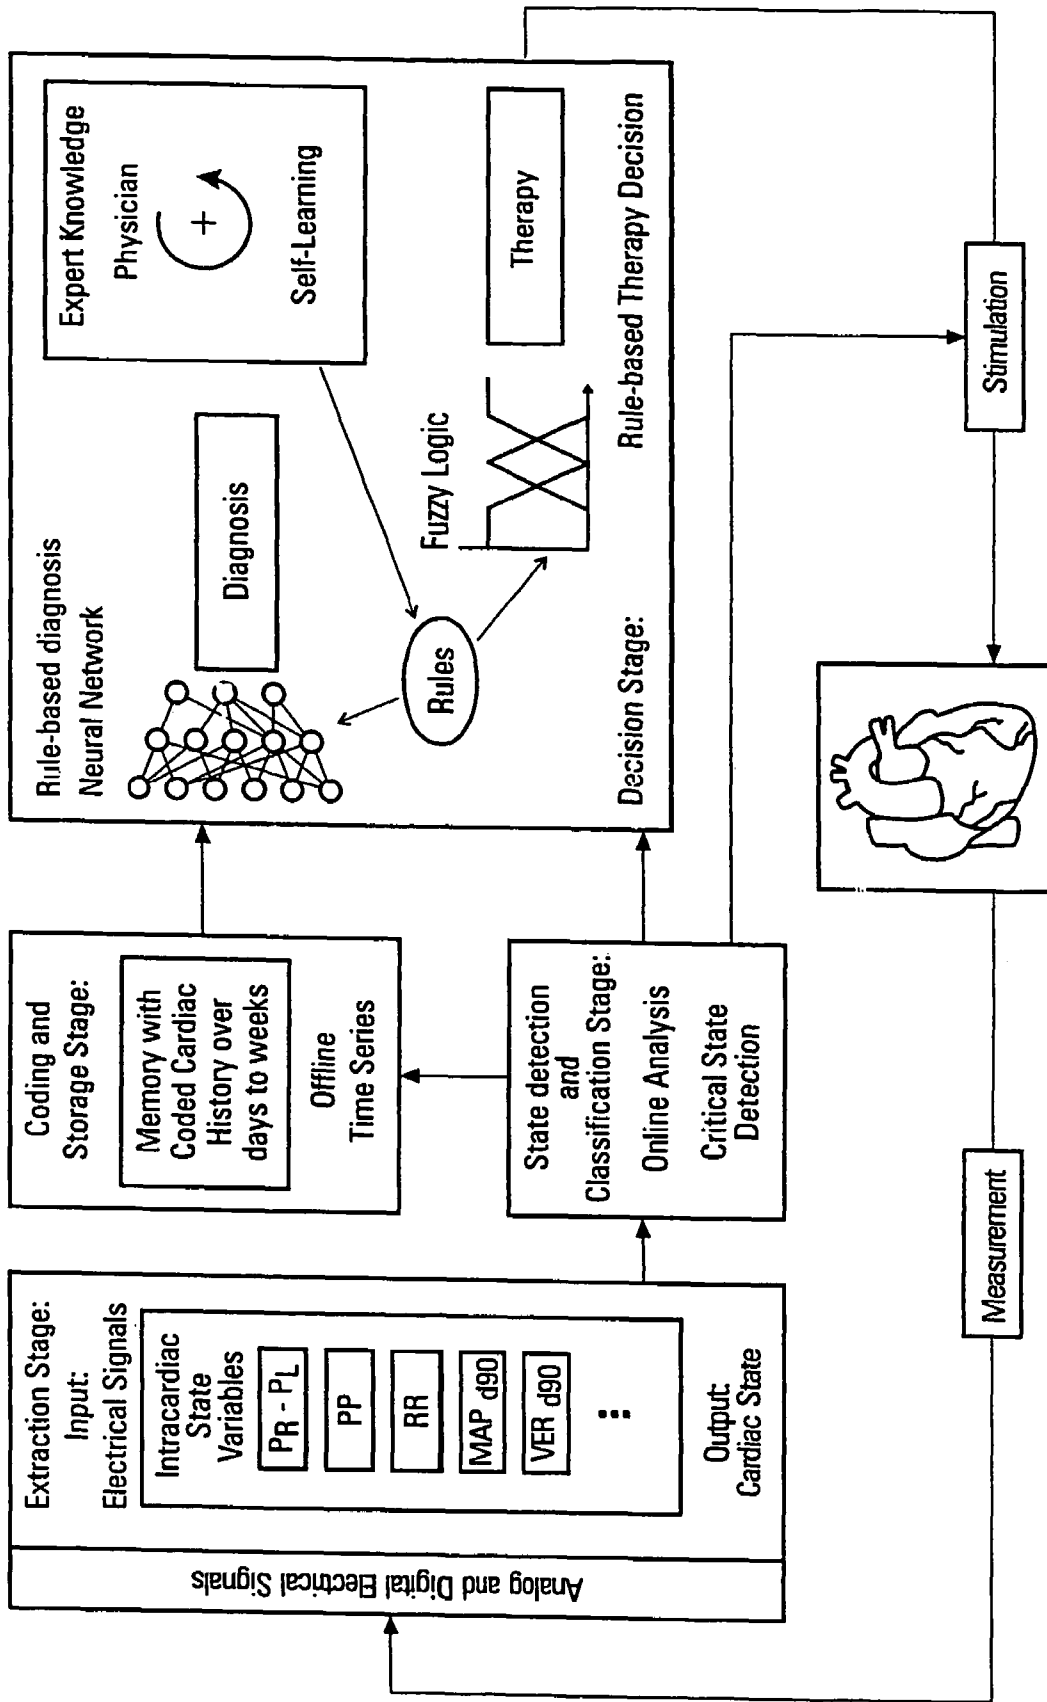 Analog and Digital Electrical Signals
Extraction Stage:
Input:
Electrical Signals
Intracardiac
State
Variables
PR - PL
PP
RR
MAP d90
VER d90
...
Output:
Cardiac State
Coding and
Storage Stage:
Memory with
Coded Cardiac
History over
days to weeks
Offline
Time Series
State detection
and
Classification Stage:
Online Analysis
Critical State
Detection
Rule-based diagnosis
Neural Network
Diagnosis
Expert Knowledge
Physician
+
Self-Learning
Rules
Fuzzy Logic
Therapy
Decision Stage:
Rule-based Therapy Decision
Measurement
Stimulation